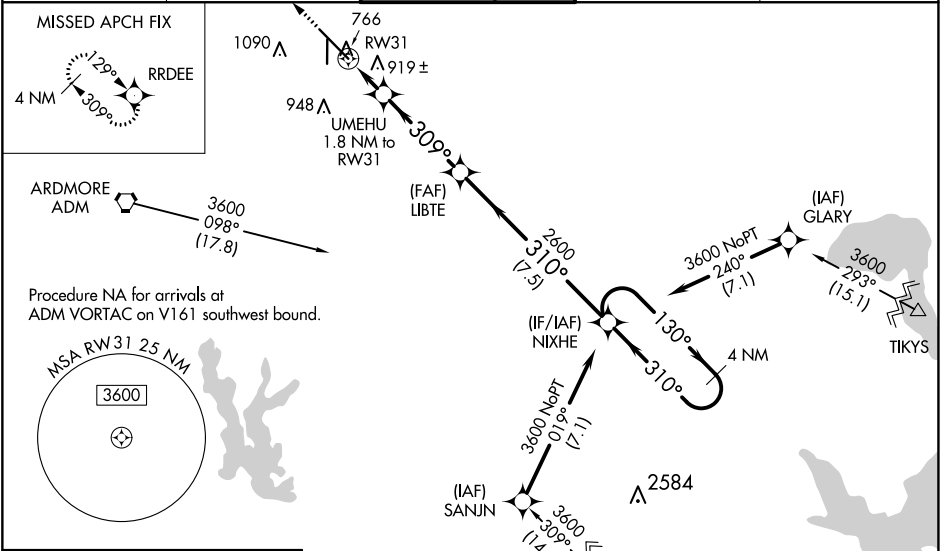 MISSED APCH FIX
129°
RRDEE
4 NM
309°
766
1090
RW31
919 ±
948
UMEHU
1.8 NM to
RW31
309°
(FAF)
LIBTE
ARDMORE
ADM
3600
098°
(17.8)
2600
310°
(7.5)
(IAF)
GLARY
3600 NoPT
240°
(7.1)
3600
293°
(15.1)
TIKYS
Procedure NA for arrivals at
ADM VORTAC on V161 southwest bound.
(IF/IAF)
NIXHE
130°
4 NM
310°
MSA RW31 25 NM
3600
3600 NoPT
019°
(7.1)
(IAF)
SANJN
2584
3600
309°